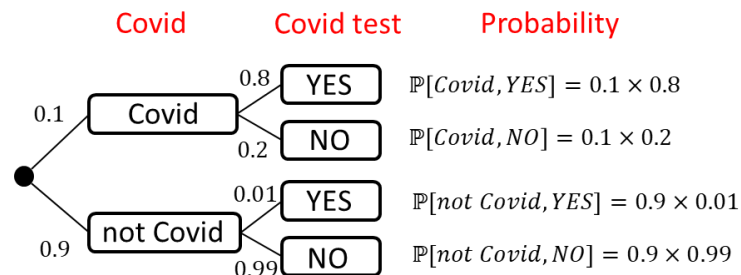 Covid Covid test Probability
0.8 YES ℙ[Covid, YES] = 0.1 × 0.8
0.1 Covid
0.2 NO ℙ[Covid, NO] = 0.1 × 0.2
0.01 YES ℙ[not Covid, YES] = 0.9 × 0.01
0.9 not Covid
0.99 NO ℙ[not Covid, NO] = 0.9 × 0.99